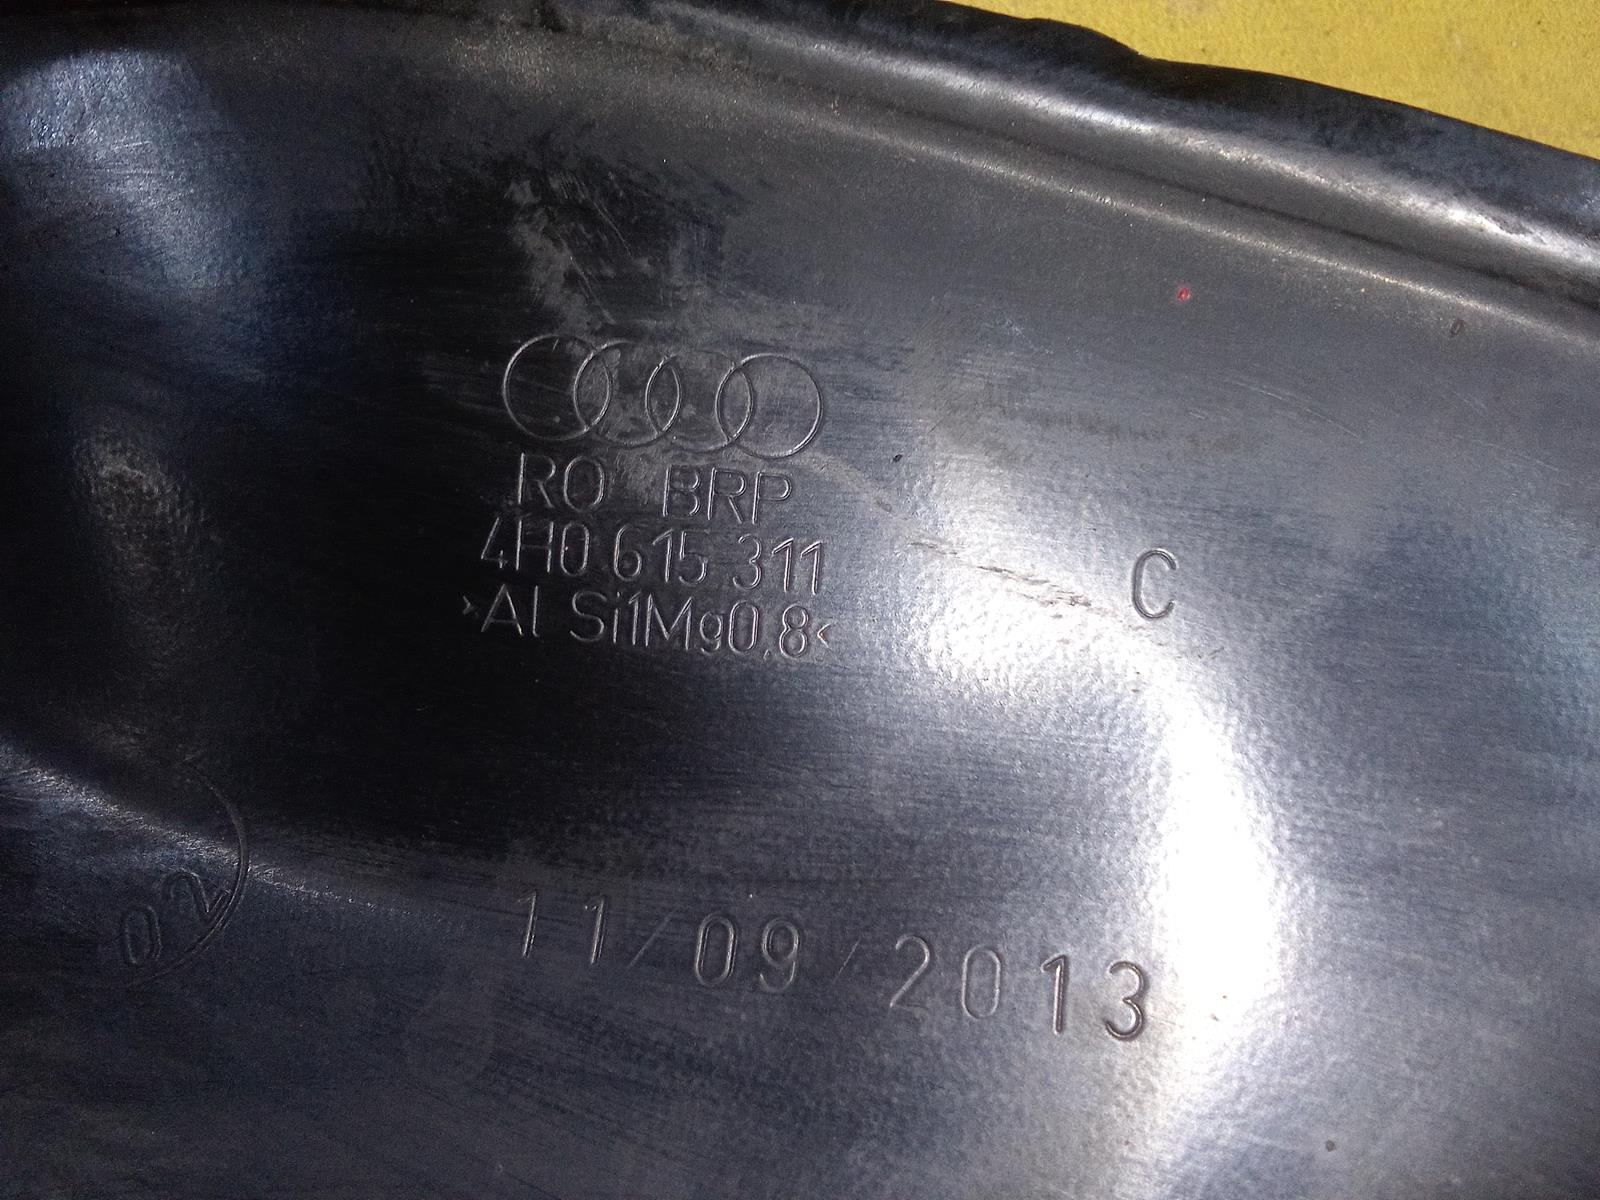 RO BRP
4H0 615 311 C
>Al Si1Mg0,8<
02
11/09/2013